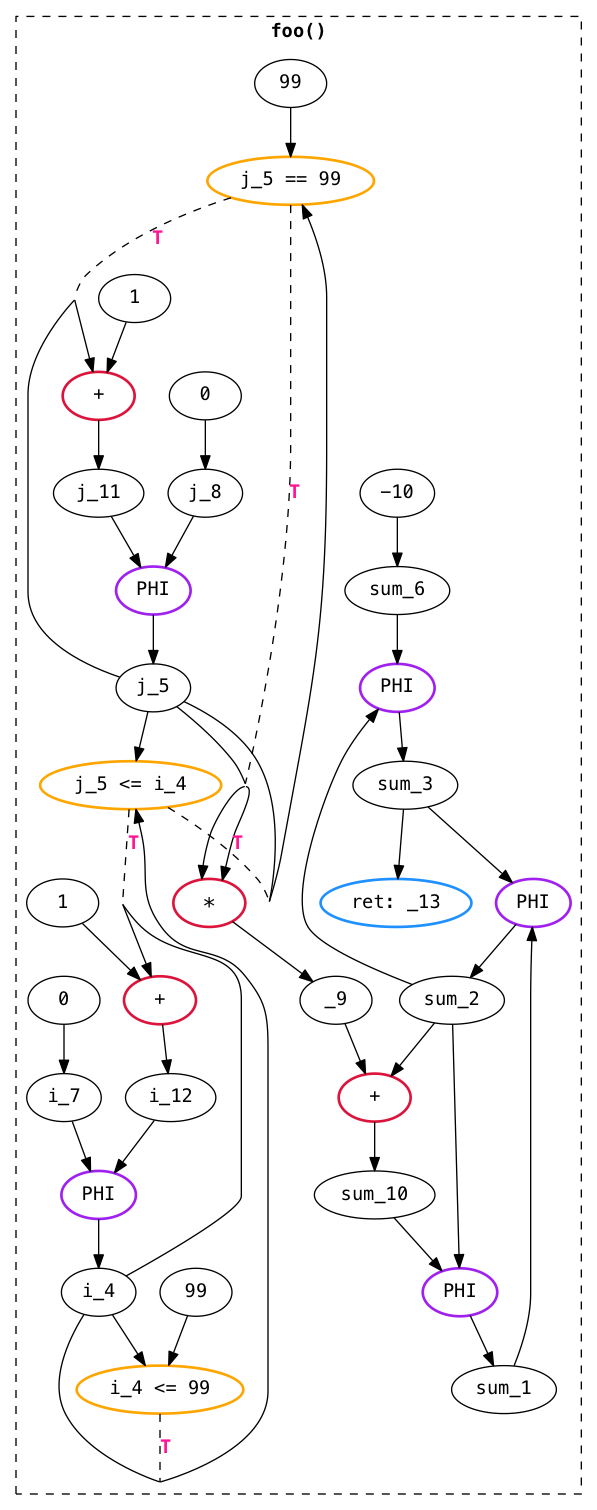 foo()
99
j_5 == 99
T
1
+
0
T
j_11
j_8
−10
PHI
sum_6
j_5
PHI
j_5 <= i_4
sum_3
T
T
1
*
ret: _13
PHI
0
+
_9
sum_2
i_7
i_12
+
PHI
sum_10
i_4
99
PHI
i_4 <= 99
sum_1
T